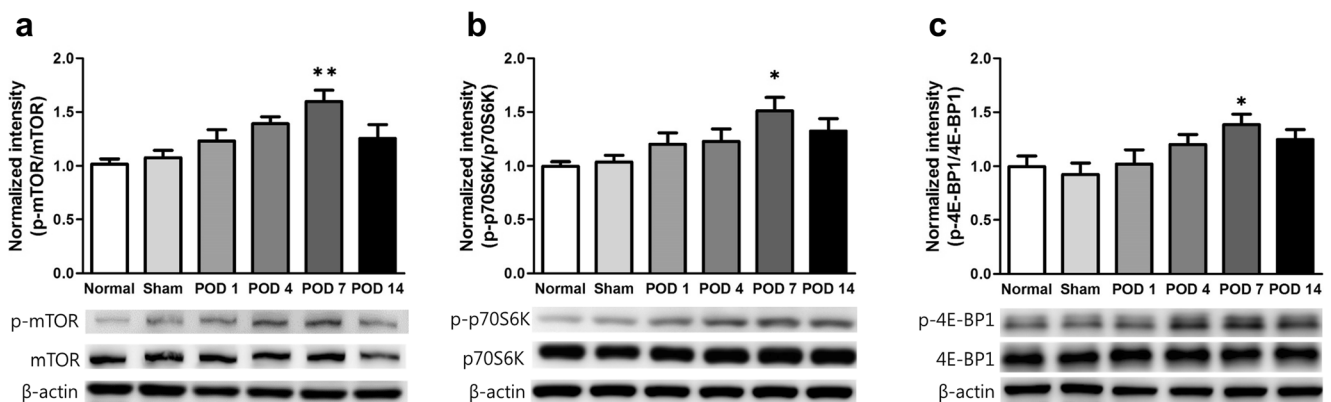 a
Normalized intensity
(p-mTOR/mTOR)
2.0
1.5
1.0
0.5
0.0
**
Normal Sham POD 1 POD 4 POD 7 POD 14
p-mTOR
mTOR
β-actin
b
Normalized intensity
(p-p70S6K/p70S6K)
2.0
1.5
1.0
0.5
0.0
*
Normal Sham POD 1 POD 4 POD 7 POD 14
p-p70S6K
p70S6K
β-actin
c
Normalized intensity
(p-4E-BP1/4E-BP1)
2.0
1.5
1.0
0.5
0.0
*
Normal Sham POD 1 POD 4 POD 7 POD 14
p-4E-BP1
4E-BP1
β-actin